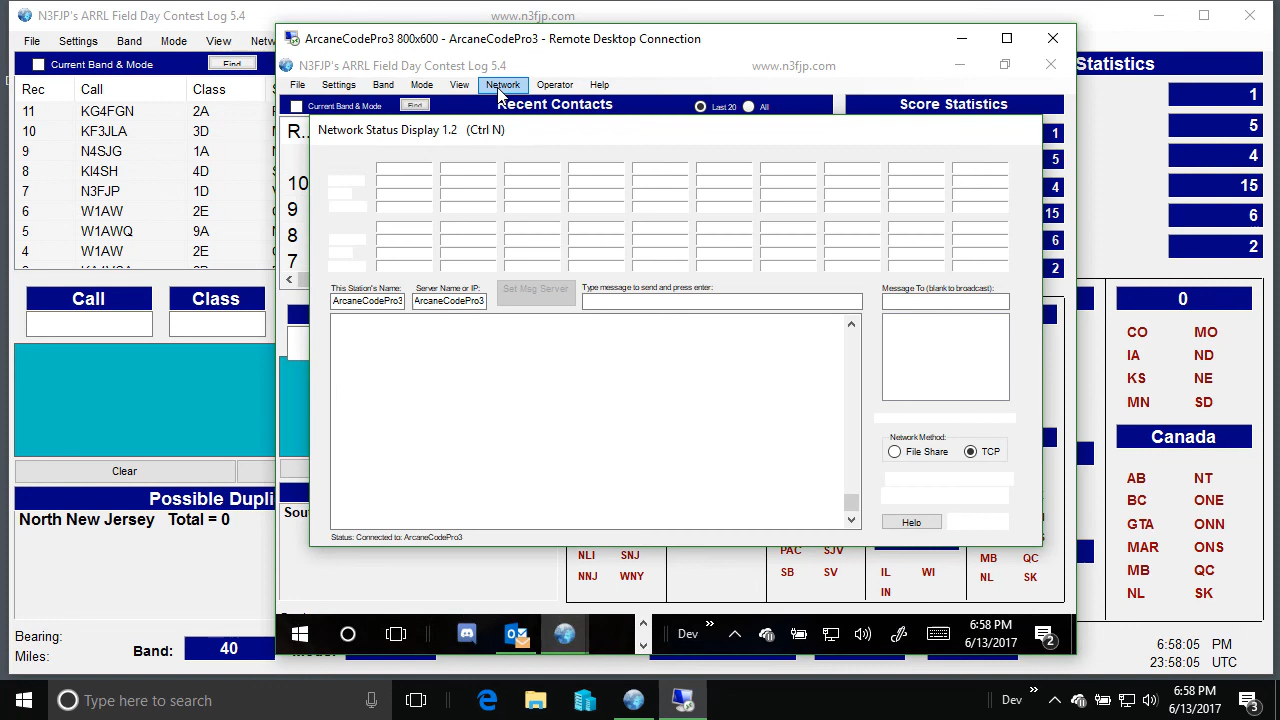 N3FJP's ARRL Field Day Contest Log 5.4
www.n3fjp.com
File Settings Band Mode View
Current Band & Mode
Find
Statistics
Rec Call Class
11 KG4FGN 2A
10 KF3JLA 3D
9 N4SJG 1A
8 KI4SH 4D
7 N3FJP 1D
6 W1AW 2E
5 W1AWQ 9A
4 W1AW 2E
1
5
4
15
6
2
Call
Class
Clear
Possible Dupli
North New Jersey Total = 0
Bearing:
Miles:
Band: 40
ArcaneCodePro3 800x600 - ArcaneCodePro3 - Remote Desktop Connection
N3FJP's ARRL Field Day Contest Log 5.4
www.n3fjp.com
File Settings Band Mode View Network Operator Help
Current Band & Mode
Find
Recent Contacts
Last 20
All
Score Statistics
R..
10
9
8
7
1
5
4
15
6
2
Network Status Display 1.2 (Ctrl N)
This Station's Name:
Server Name or IP:
Set Msg Server
Type message to send and press enter:
Message To (blank to broadcast):
ArcaneCodePro3
ArcaneCodePro3
Network Method:
File Share
TCP
Help
Status: Connected to: ArcaneCodePro3
Sou
NLI SNJ
NNJ WNY
PAC SJV
SB SV
IL WI
IN
MB QC
NL SK
Dev
6:58 PM
6/13/2017
2
0
CO MO
IA ND
KS NE
MN SD
Canada
AB NT
BC ONE
GTA ONN
MAR ONS
MB QC
NL SK
6:58:05 PM
23:58:05 UTC
Type here to search
Dev
6:58 PM
6/13/2017
3